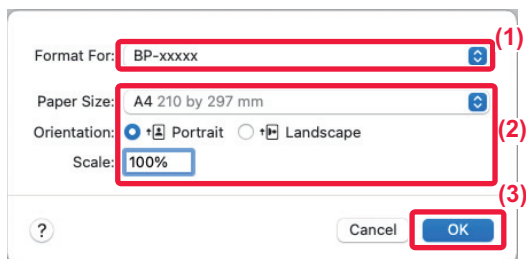 (1)
Format For: BP-xxxxx
Paper Size: A4 210 by 297 mm
Orientation: Portrait Landscape
(2)
Scale: 100%
(3)
? Cancel OK